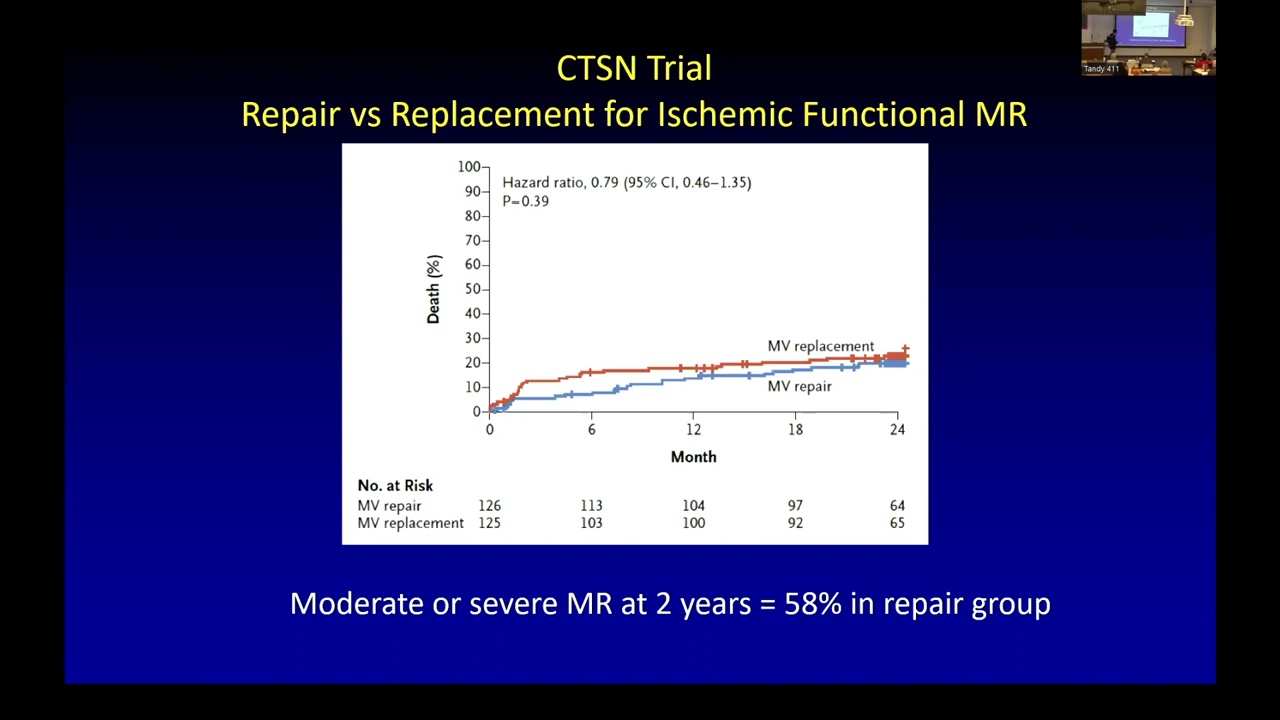 Tandy 411
CTSN Trial
Repair vs Replacement for Ischemic Functional MR
100
90
80
70
60
50
40
30
20
10
0
Death (%)
Hazard ratio, 0.79 (95% CI, 0.46–1.35)
P=0.39
MV replacement
MV repair
0 6 12 18 24
Month
No. at Risk
MV repair 126 113 104 97 64
MV replacement 125 103 100 92 65
Moderate or severe MR at 2 years = 58% in repair group